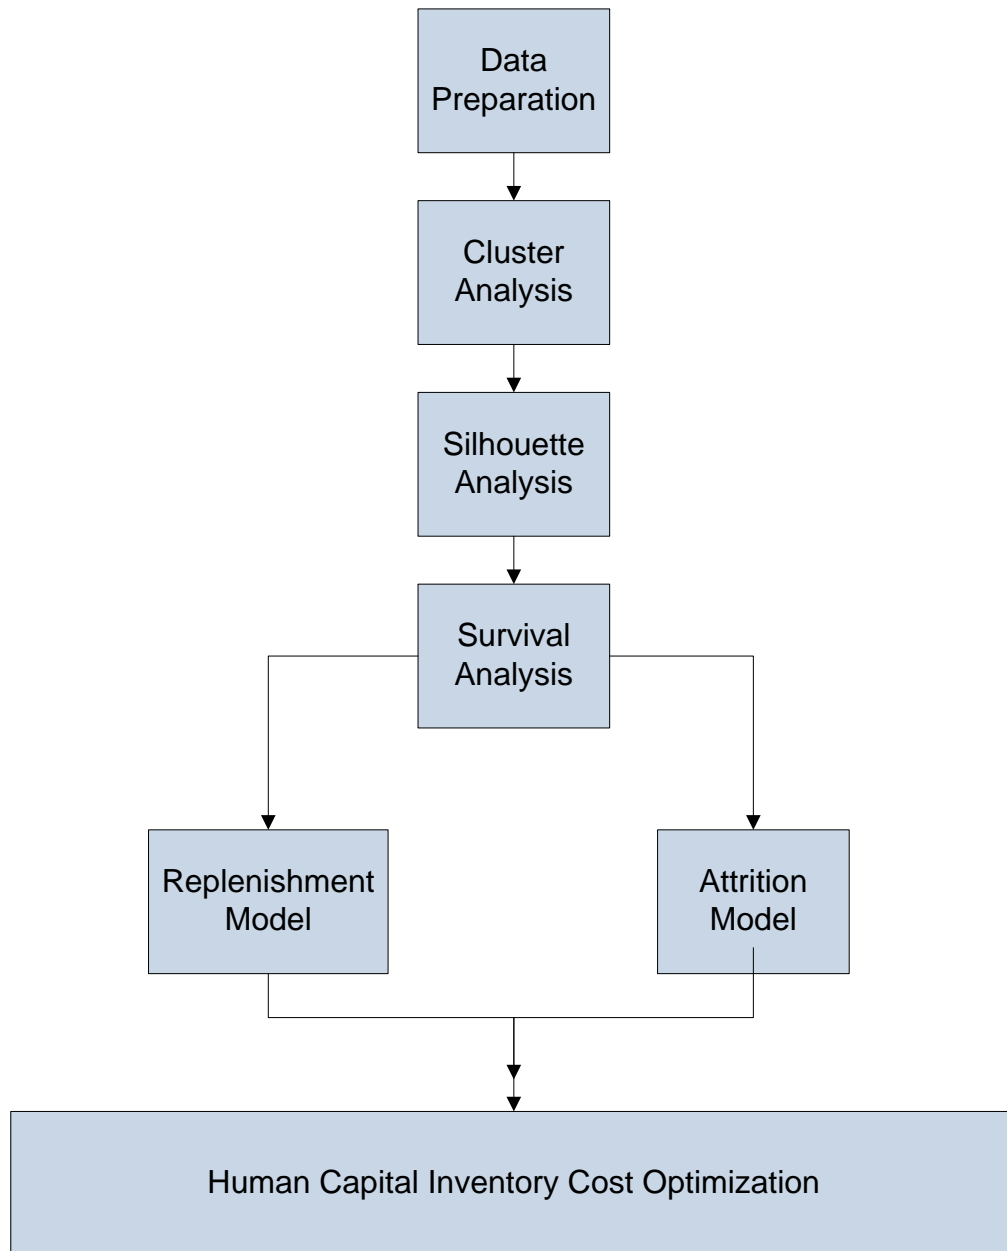 Data
Preparation
Cluster
Analysis
Silhouette
Analysis
Survival
Analysis
Replenishment
Model
Attrition
Model
Human Capital Inventory Cost Optimization